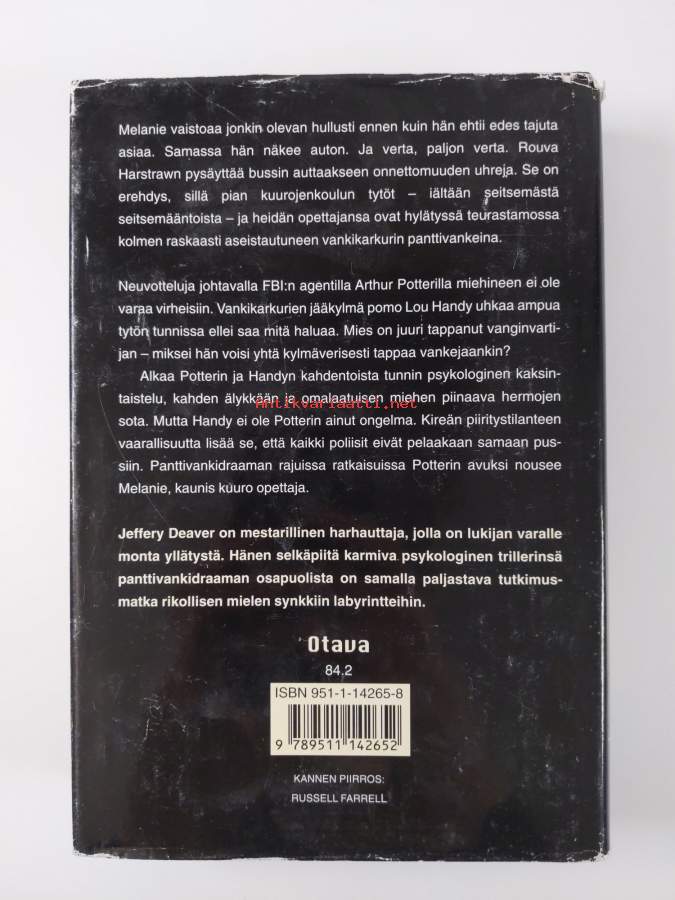 Melanie vaistoaa jonkin olevan hullusti ennen kuin hän ehtii edes tajuta
asiaa. Samassa hän näkee auton. Ja verta, paljon verta. Rouva
Harstrawn pysäyttää bussin auttaakseen onnettomuuden uhreja. Se on
erehdys, sillä pian kuurojenkoulun tytöt – iältään seitsemästä
seitsemääntoista – ja heidän opettajansa ovat hylätyssä teurastamossa
kolmen raskaasti aseistautuneen vankikarkurin panttivankeina.
Neuvotteluja johtavalla FBI:n agentilla Arthur Potterilla miehineen ei ole
varaa virheisiin. Vankikarkurien jääkylmä pomo Lou Handy uhkaa ampua
tytön tunnissa ellei saa mitä haluaa. Mies on juuri tappanut vanginvarti-
jan – miksei hän voisi yhtä kylmäverisesti tappaa vankejaankin?
Alkaa Potterin ja Handyn kahdentoista tunnin psykologinen kaksin-
taistelu, kahden älykkään ja omalaatuisen miehen piinaava hermojen
Antikvariaatti.net
sota. Mutta Handy ei ole Potterin ainut ongelma. Kireän piiritystilanteen
vaarallisuutta lisää se, että kaikki poliisit eivät pelaakaan samaan pus-
siin. Panttivankidraaman rajuissa ratkaisuissa Potterin avuksi nousee
Melanie, kaunis kuuro opettaja.
Jeffery Deaver on mestarillinen harhauttaja, jolla on lukijan varalle
monta yllätystä. Hänen selkäpiitä karmiva psykologinen trillerinsä
panttivankidraaman osapuolista on samalla paljastava tutkimus-
matka rikollisen mielen synkkiin labyrintteihin.
Otava
84.2
ISBN 951-1-14265-8
9 789511 142652
KANNEN PIIRROS:
RUSSELL FARRELL